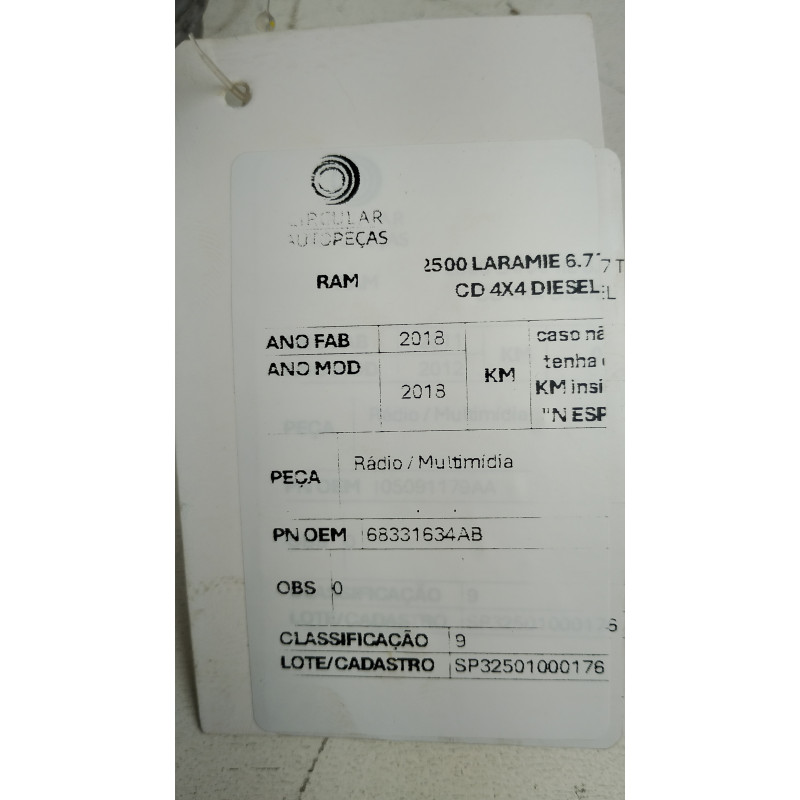 CIRCULAR
AUTOPEÇAS
RAM
2500 LARAMIE 6.7 T
CD 4X4 DIESEL
ANO FAB 2018
ANO MOD 2018
KM
caso nã
tenha
KM insi
"N ESP
PEÇA Rádio / Multimídia
PN OEM 68331634AB
OBS 0
CLASSIFICAÇÃO 9
LOTE/CADASTRO SP32501000176